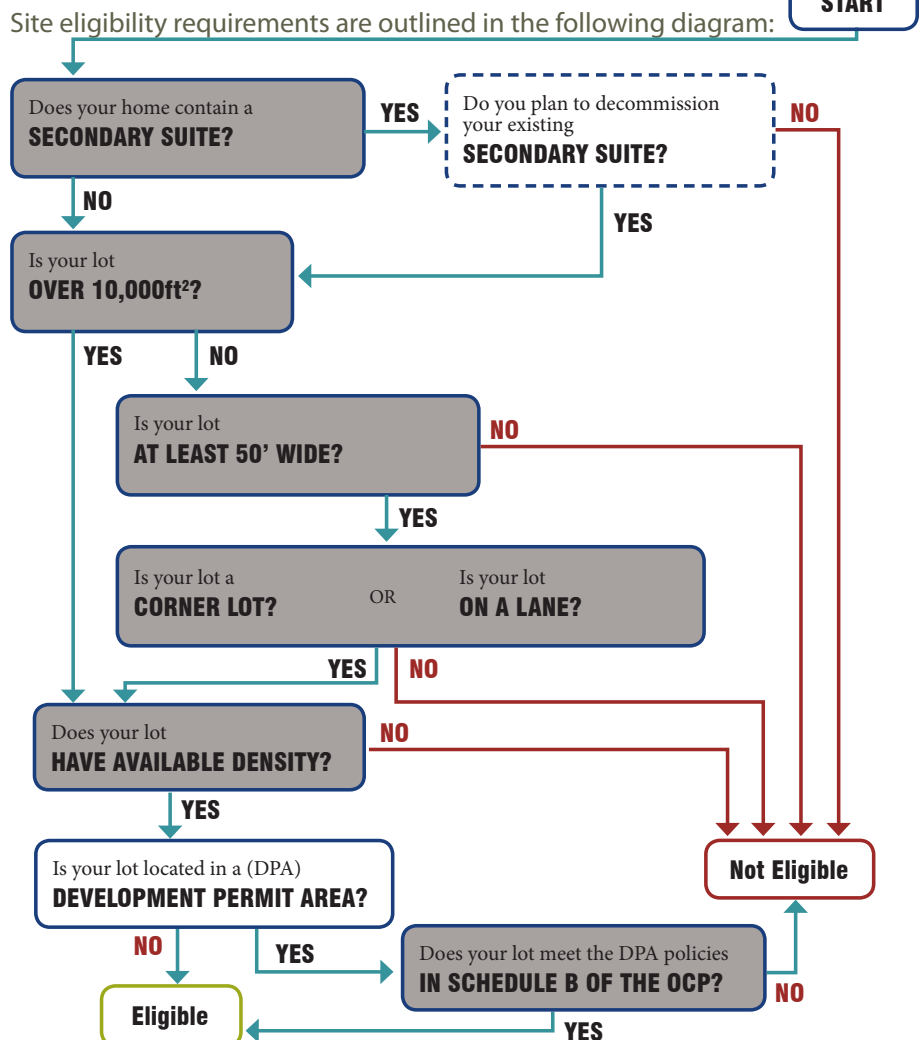 START
Site eligibility requirements are outlined in the following diagram:
Does your home contain a
SECONDARY SUITE?
YES
Do you plan to decommission
your existing
SECONDARY SUITE?
NO
NO
YES
Is your lot
OVER 10,000ft²?
YES
NO
Is your lot
AT LEAST 50’ WIDE?
NO
YES
Is your lot a
CORNER LOT?
OR
Is your lot
ON A LANE?
YES
NO
Does your lot
HAVE AVAILABLE DENSITY?
NO
YES
Is your lot located in a (DPA)
DEVELOPMENT PERMIT AREA?
Not Eligible
NO
YES
Does your lot meet the DPA policies
IN SCHEDULE B OF THE OCP?
NO
Eligible
YES